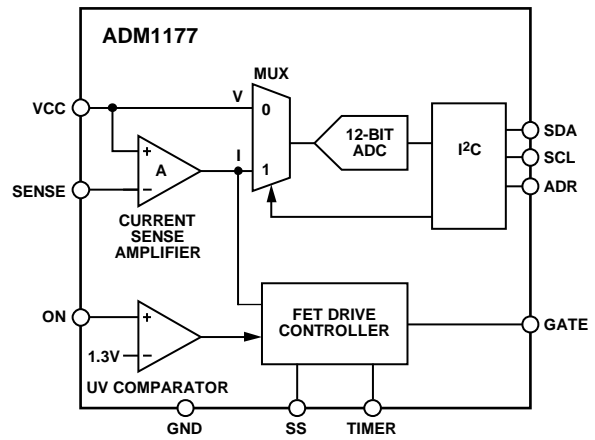 ADM1177
MUX
VCC
V
0
12-BIT
ADC
I²C
SDA
SCL
ADR
I
1
A
+
−
SENSE
CURRENT
SENSE
AMPLIFIER
ON
+
1.3V
−
UV COMPARATOR
FET DRIVE
CONTROLLER
GATE
GND
SS
TIMER